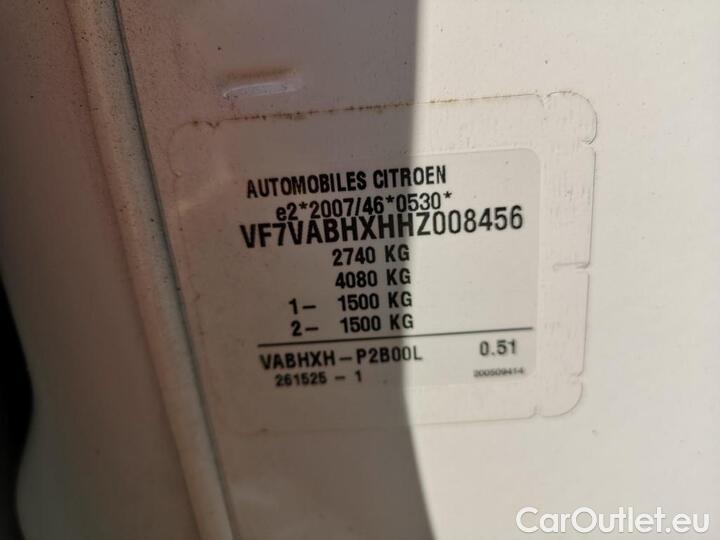 AUTOMOBILES CITROEN
e2*2007/46*0530*
VF7VABHXHHZ008456
2740 KG
4080 KG
1- 1500 KG
2- 1500 KG
VABHXH-P2B00L 0.51
261525 - 1 200509414
CarOutlet.eu